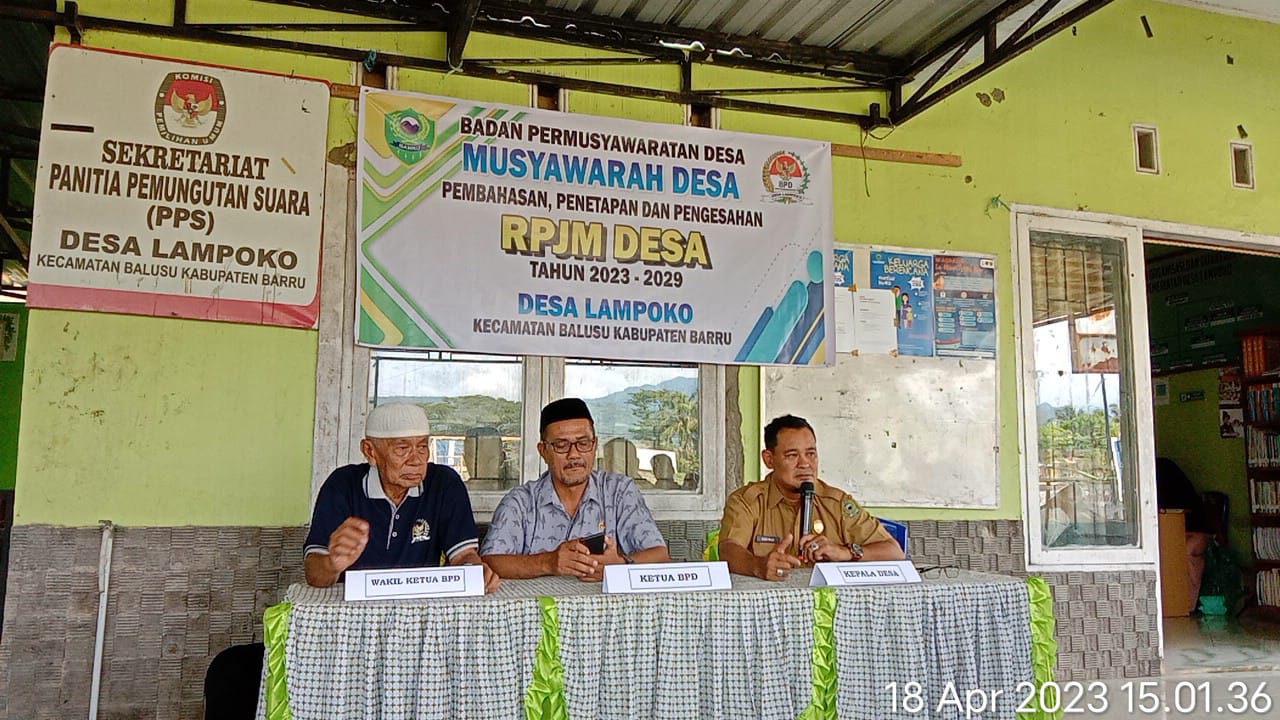 KOMISI
PEMILIHAN UMUM
SEKRETARIAT
PANITIA PEMUNGUTAN SUARA
(PPS)
DESA LAMPOKO
KECAMATAN BALUSU KABUPATEN BARRU
BADAN PERMUSYAWARATAN DESA
MUSYAWARAH DESA
PEMBAHASAN, PENETAPAN DAN PENGESAHAN
RPJM DESA
TAHUN 2023 - 2029
DESA LAMPOKO
KECAMATAN BALUSU KABUPATEN BARRU
BPD
KELUARGA
BERENCANA
WAKIL KETUA BPD
KETUA BPD
KEPALA DESA
18 Apr 2023 15.01.36